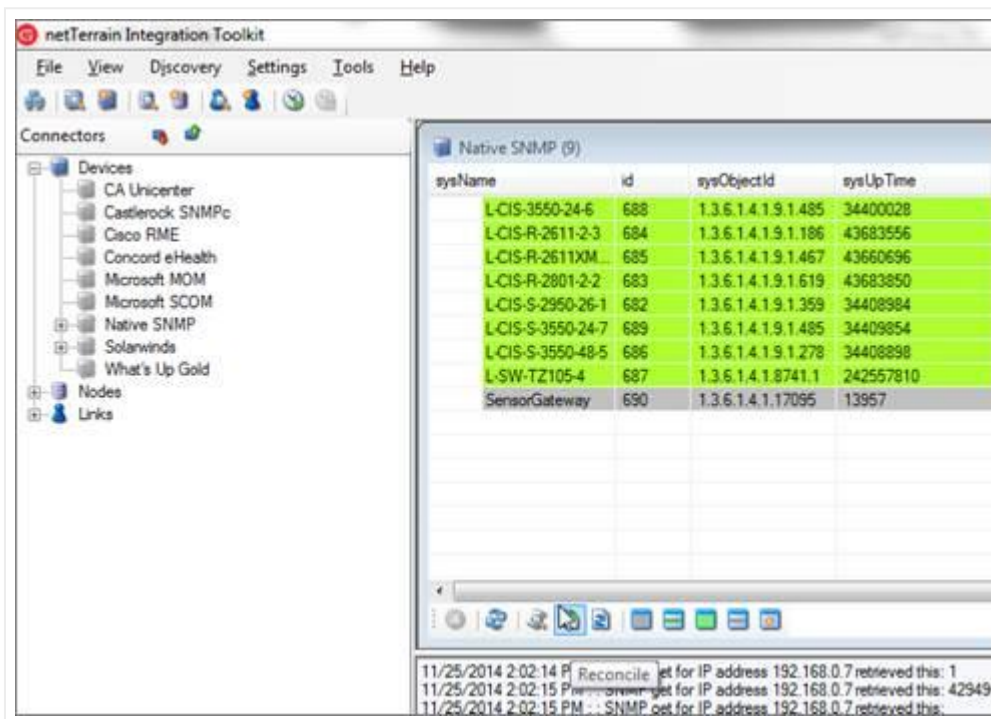 netTerrain Integration Toolkit
File View Discovery Settings Tools Help
Connectors
Devices
CA Unicenter
Castlerock SNMPc
Cisco RME
Concord eHealth
Microsoft MOM
Microsoft SCOM
Native SNMP
Solarwinds
What's Up Gold
Nodes
Links
Native SNMP (9)
sysName id sysObjectId sysUpTime
L-CIS-3550-24-6 688 1.3.6.1.4.1.9.1.485 34400028
L-CIS-R-2611-2-3 684 1.3.6.1.4.1.9.1.186 43683556
L-CIS-R-2611XM... 685 1.3.6.1.4.1.9.1.467 43660696
L-CIS-R-2801-2-2 683 1.3.6.1.4.1.9.1.619 43683850
L-CIS-S-2950-26-1 682 1.3.6.1.4.1.9.1.359 34408984
L-CIS-S-3550-24-7 689 1.3.6.1.4.1.9.1.485 34409854
L-CIS-S-3550-48-5 686 1.3.6.1.4.1.9.1.278 34408898
L-SW-TZ105-4 687 1.3.6.1.4.1.8741.1 242557810
SensorGateway 690 1.3.6.1.4.1.17095 13957
11/25/2014 2:02:14 P Reconcile et for IP address 192.168.0.7 retrieved this: 1
11/25/2014 2:02:15 PM : : SNMP get for IP address 192.168.0.7 retrieved this: 42949
11/25/2014 2:02:15 PM : : SNMP get for IP address 192.168.0.7 retrieved this: